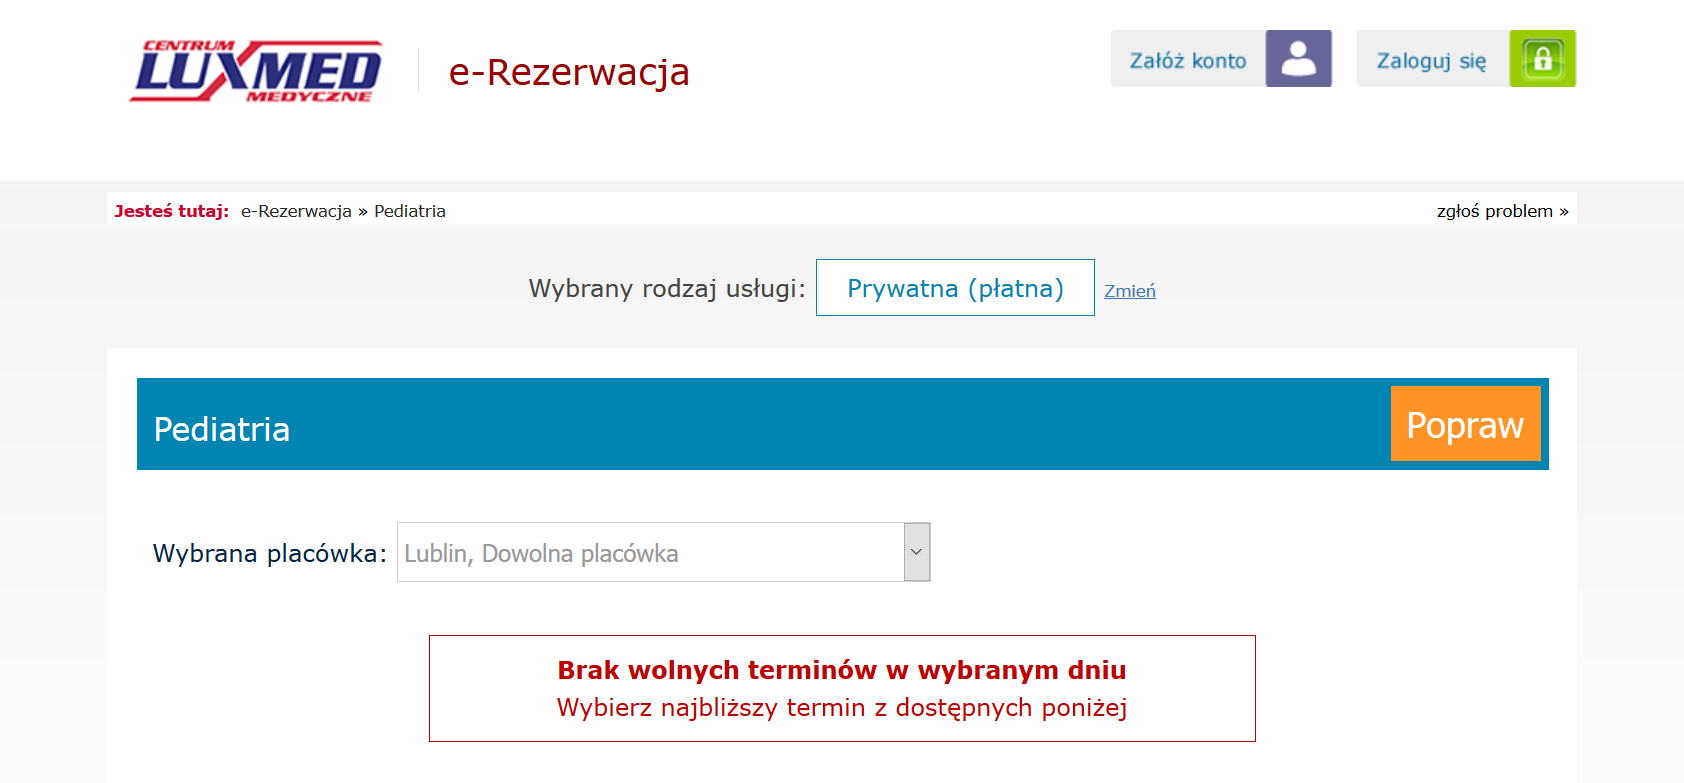 CENTRUM
LUXMED
MEDYCZNE
e-Rezerwacja
Załóż konto
Zaloguj się
Jesteś tutaj: e-Rezerwacja » Pediatria
zgłoś problem »
Wybrany rodzaj usługi: Prywatna (płatna) Zmień
Pediatria
Popraw
Wybrana placówka: Lublin, Dowolna placówka
Brak wolnych terminów w wybranym dniu
Wybierz najbliższy termin z dostępnych poniżej